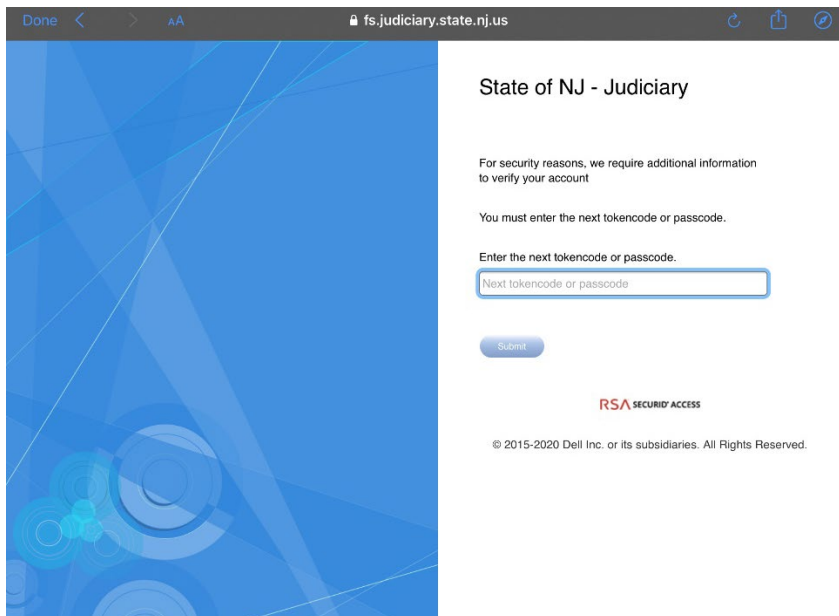 Done AA fs.judiciary.state.nj.us
State of NJ - Judiciary
For security reasons, we require additional information
to verify your account
You must enter the next tokencode or passcode.
Enter the next tokencode or passcode.
Next tokencode or passcode
Submit
RSA SECURID® ACCESS
© 2015-2020 Dell Inc. or its subsidiaries. All Rights Reserved.